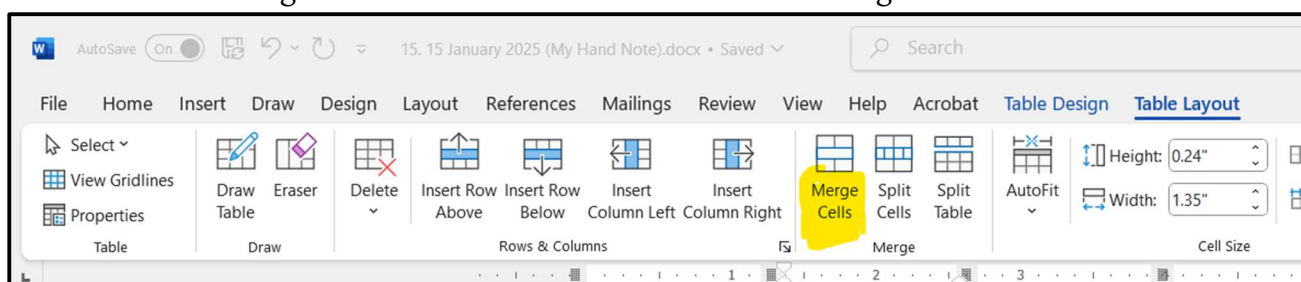 AutoSave On 15. 15 January 2025 (My Hand Note).docx • Saved Search
File Home Insert Draw Design Layout References Mailings Review View Help Acrobat Table Design Table Layout
Select
View Gridlines
Properties
Draw Table
Eraser
Delete
Insert Row Above
Insert Row Below
Insert Column Left
Insert Column Right
Merge Cells
Split Cells
Split Table
AutoFit
Height: 0.24"
Width: 1.35"
Table Draw Rows & Columns Merge Cell Size
1 2 3